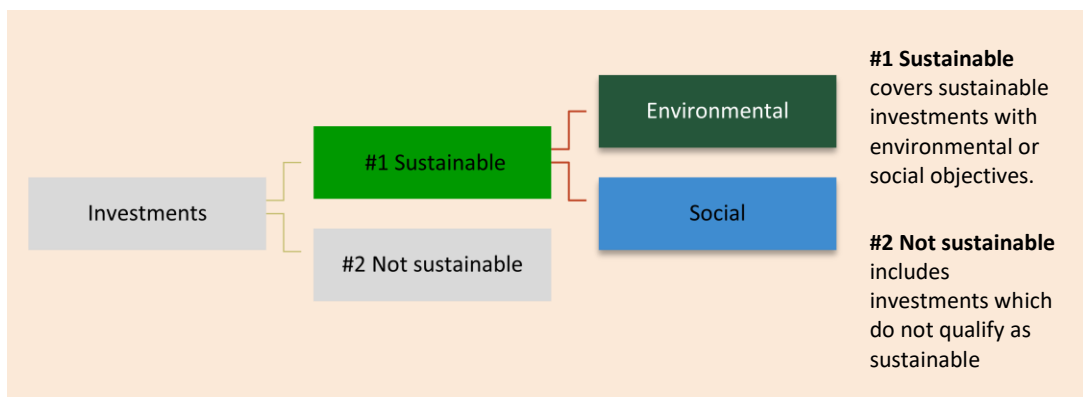 Investments
#1 Sustainable
#2 Not sustainable
Environmental
Social
#1 Sustainable
covers sustainable
investments with
environmental or
social objectives.
#2 Not sustainable
includes
investments which
do not qualify as
sustainable